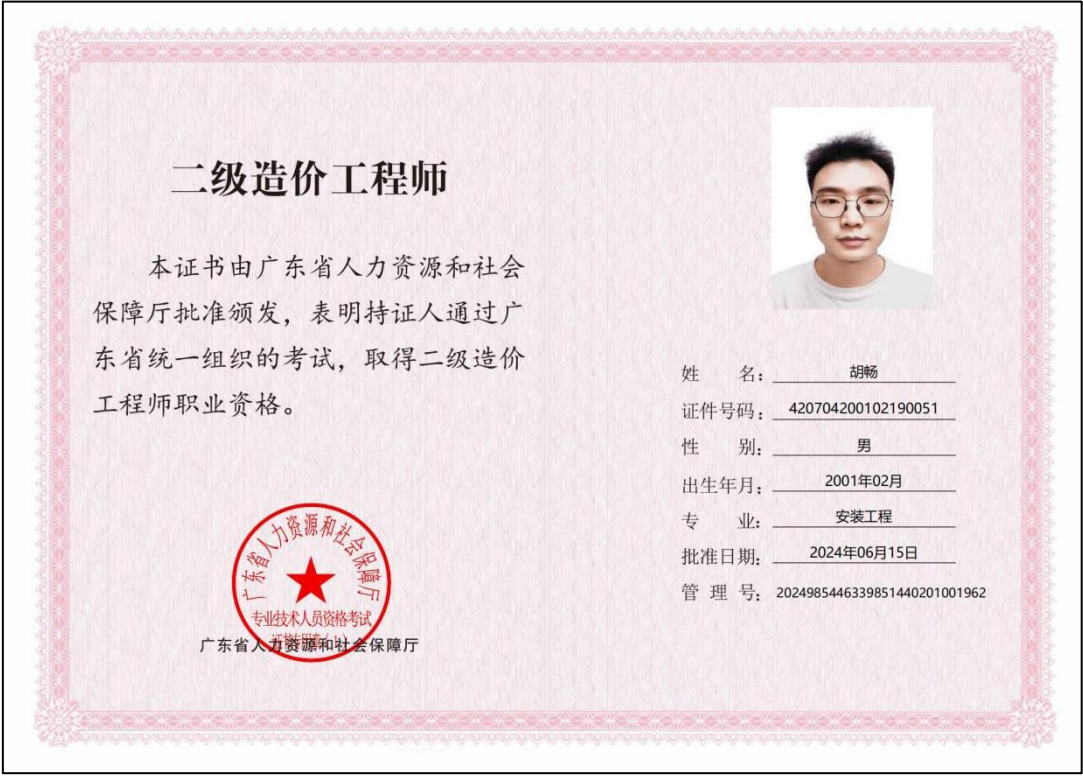 二级造价工程师
本证书由广东省人力资源和社会
保障厅批准颁发，表明持证人通过广
东省统一组织的考试，取得二级造价
工程师职业资格。
广东省人力资源和社会保障厅
专业技术人员资格考试
广东省人力资源和社会保障厅
姓 名：胡畅
证件号码：420704200102190051
性 别：男
出生年月：2001年02月
专 业：安装工程
批准日期：2024年06月15日
管 理 号：2024985446339851440201001962